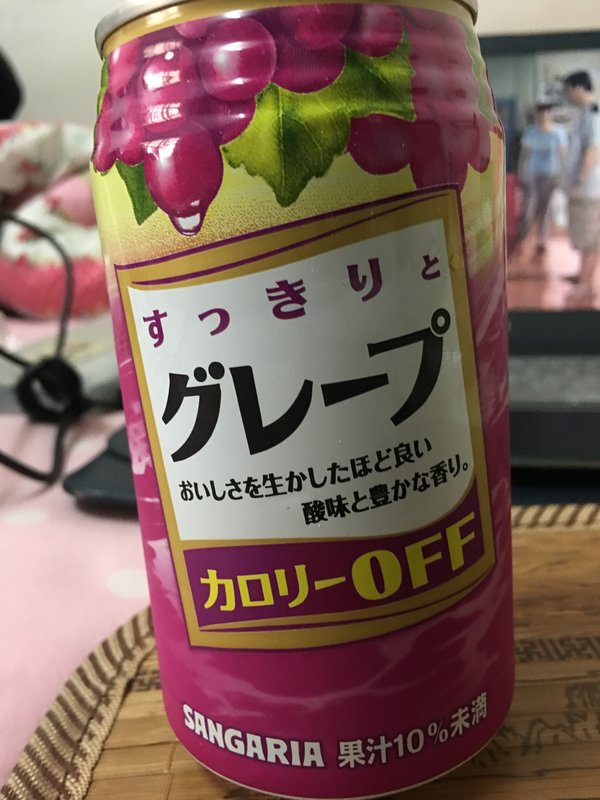 すっきりと
グレープ
おいしさを生かしたほど良い
酸味と豊かな香り。
カロリーOFF
SANGARIA 果汁10%未満